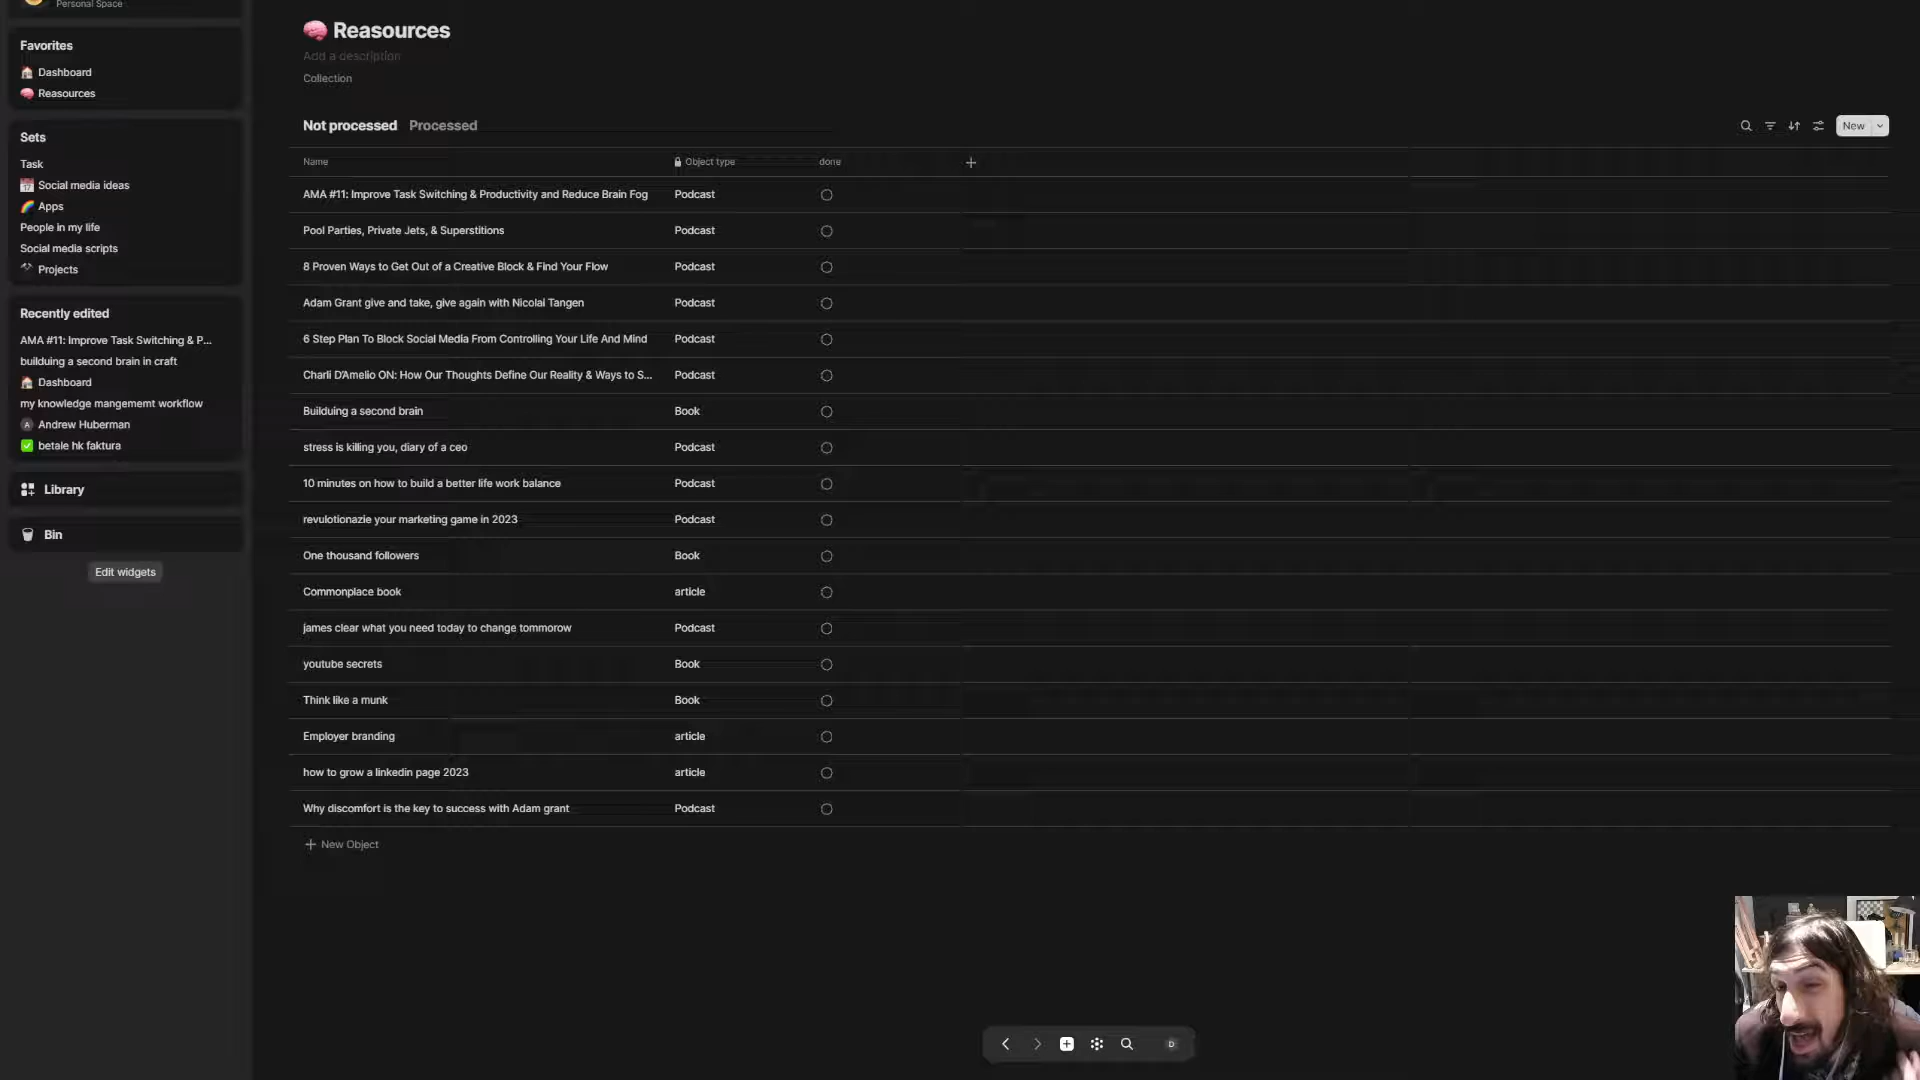 Personal Space
Favorites
Dashboard
Reasources
Sets
Task
Social media ideas
Apps
People in my life
Social media scripts
Projects
Recently edited
AMA #11: Improve Task Switching & P...
builduing a second brain in craft
Dashboard
my knowledge mangememt workflow
A Andrew Huberman
betale hk faktura
Library
Bin
Edit widgets
Reasources
Add a description
Collection
Not processed Processed
New
Name Object type done
AMA #11: Improve Task Switching & Productivity and Reduce Brain Fog Podcast
Pool Parties, Private Jets, & Superstitions Podcast
8 Proven Ways to Get Out of a Creative Block & Find Your Flow Podcast
Adam Grant give and take, give again with Nicolai Tangen Podcast
6 Step Plan To Block Social Media From Controlling Your Life And Mind Podcast
Charli D'Amelio ON: How Our Thoughts Define Our Reality & Ways to S... Podcast
Builduing a second brain Book
stress is killing you, diary of a ceo Podcast
10 minutes on how to build a better life work balance Podcast
revulotionazie your marketing game in 2023 Podcast
One thousand followers Book
Commonplace book article
james clear what you need today to change tommorow Podcast
youtube secrets Book
Think like a munk Book
Employer branding article
how to grow a linkedin page 2023 article
Why discomfort is the key to success with Adam grant Podcast
New Object
D